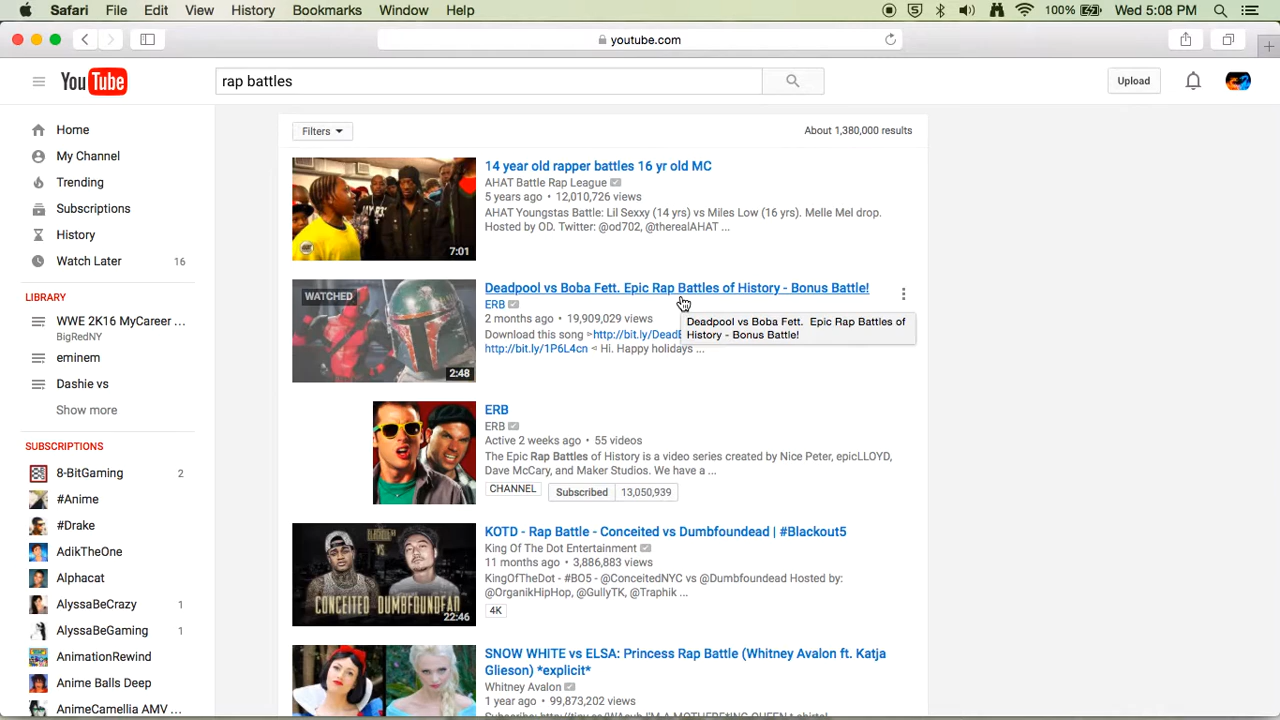 Safari File Edit View History Bookmarks Window Help 100% Wed 5:08 PM
youtube.com
YouTube rap battles Upload
Home
My Channel
Trending
Subscriptions
History
Watch Later 16
LIBRARY
WWE 2K16 MyCareer ...
BigRedNY
eminem
Dashie vs
Show more
SUBSCRIPTIONS
8-BitGaming 2
#Anime
#Drake
AdikTheOne
Alphacat
AlyssaBeCrazy 1
AlyssaBeGaming 1
AnimationRewind
Anime Balls Deep
AnimeCamellia AMV ...
Filters About 1,380,000 results
7:01
14 year old rapper battles 16 yr old MC
AHAT Battle Rap League
5 years ago • 12,010,726 views
AHAT Youngstas Battle: Lil Sexxy (14 yrs) vs Miles Low (16 yrs). Melle Mel drop.
Hosted by OD. Twitter: @od702, @therealAHAT ...
WATCHED
2:48
Deadpool vs Boba Fett. Epic Rap Battles of History - Bonus Battle!
ERB
2 months ago • 19,909,029 views
Download this song ➢http://bit.ly/DeadB
http://bit.ly/1P6L4cn ⋖ Hi. Happy holidays ...
Deadpool vs Boba Fett. Epic Rap Battles of
History - Bonus Battle!
ERB
ERB
Active 2 weeks ago • 55 videos
The Epic Rap Battles of History is a video series created by Nice Peter, epicLLOYD,
Dave McCary, and Maker Studios. We have a ...
CHANNEL Subscribed 13,050,939
VS
CONCEITED DUMBFOUNDEAD
22:46
KOTD - Rap Battle - Conceited vs Dumbfoundead | #Blackout5
King Of The Dot Entertainment
11 months ago • 3,886,883 views
KingOfTheDot - #BO5 - @ConceitedNYC vs @Dumbfoundead Hosted by:
@OrganikHipHop, @GullyTK, @Traphik ...
4K
SNOW WHITE vs ELSA: Princess Rap Battle (Whitney Avalon ft. Katja
Glieson) *explicit*
Whitney Avalon
1 year ago • 99,873,202 views